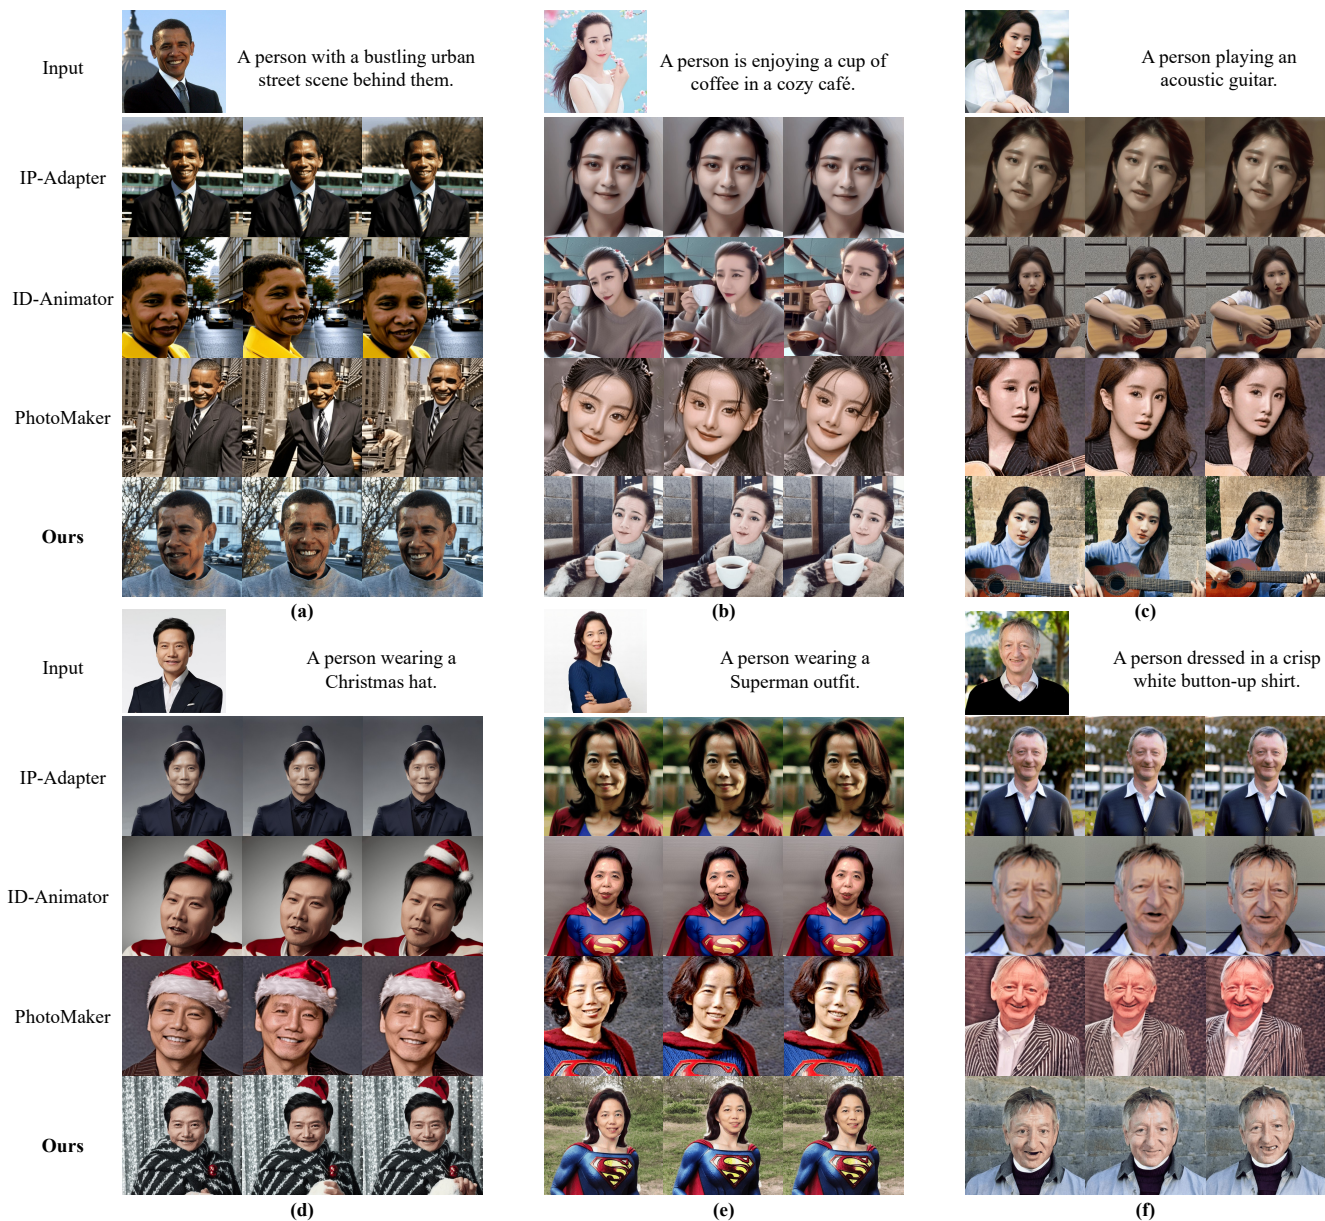 Input
A person with a bustling urban
street scene behind them.
A person is enjoying a cup of
coffee in a cozy café.
A person playing an
acoustic guitar.
IP-Adapter
ID-Animator
PhotoMaker
Ours
(a)
(b)
(c)
Input
A person wearing a
Christmas hat.
A person wearing a
Superman outfit.
A person dressed in a crisp
white button-up shirt.
IP-Adapter
ID-Animator
PhotoMaker
Ours
(d)
(e)
(f)